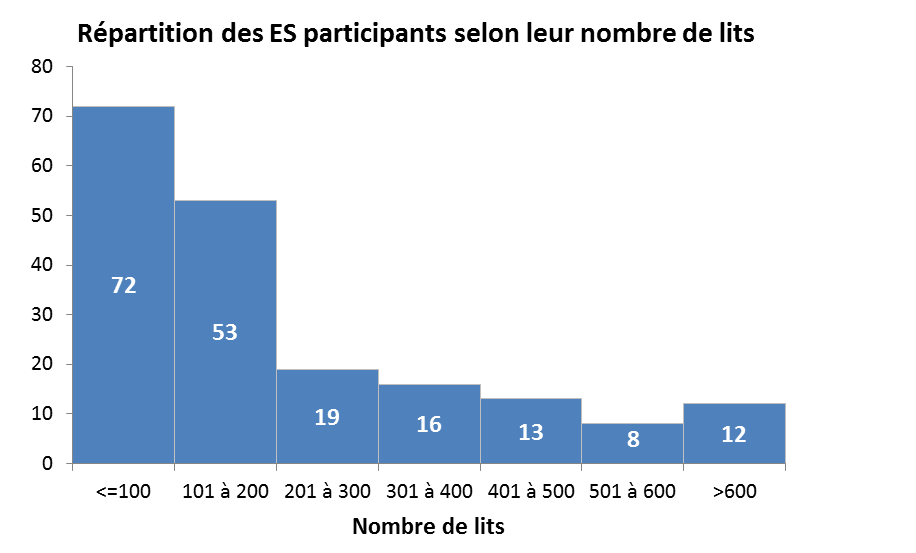 Répartition des ES participants selon leur nombre de lits
80
70
60
50
40
30
20
10
0
72
53
19
16
13
8
12
<=100
101 à 200
201 à 300
301 à 400
401 à 500
501 à 600
>600
Nombre de lits